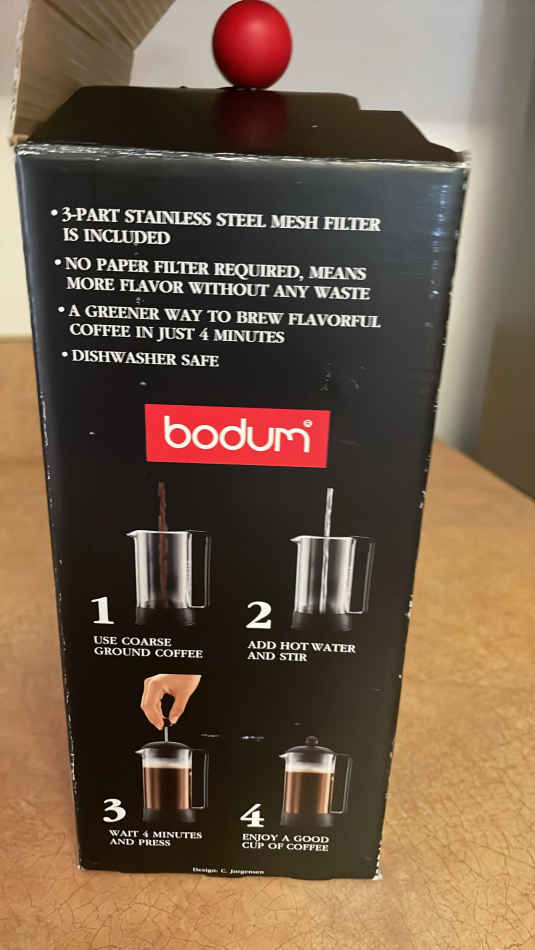 • 3-PART STAINLESS STEEL MESH FILTER
IS INCLUDED
• NO PAPER FILTER REQUIRED, MEANS
MORE FLAVOR WITHOUT ANY WASTE
• A GREENER WAY TO BREW FLAVORFUL
COFFEE IN JUST 4 MINUTES
• DISHWASHER SAFE
bodum®
1
USE COARSE
GROUND COFFEE
2
ADD HOT WATER
AND STIR
3
WAIT 4 MINUTES
AND PRESS
4
ENJOY A GOOD
CUP OF COFFEE
Design: C. Jørgensen